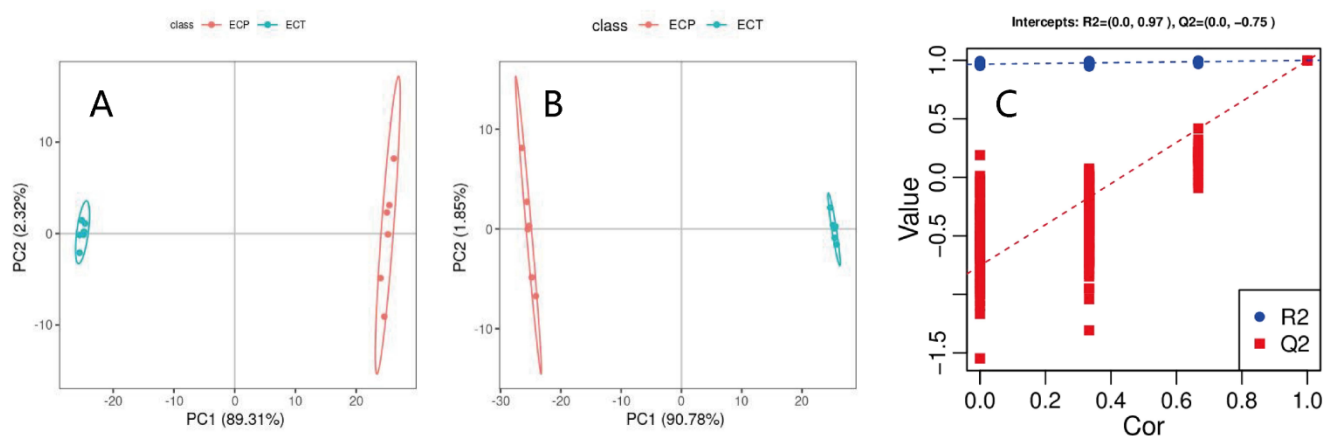 class ECP ECT
A
PC2 (2.32%)
10
0
-10
-20
-10
0
10
20
PC1 (89.31%)
class ECP ECT
B
PC2 (1.85%)
10
0
-10
-30
-20
-10
0
10
20
PC1 (90.78%)
Intercepts: R2=(0.0, 0.97 ), Q2=(0.0, −0.75 )
C
Value
1.0
0.5
0.0
−0.5
−1.5
0.0 0.2 0.4 0.6 0.8 1.0
Cor
R2
Q2